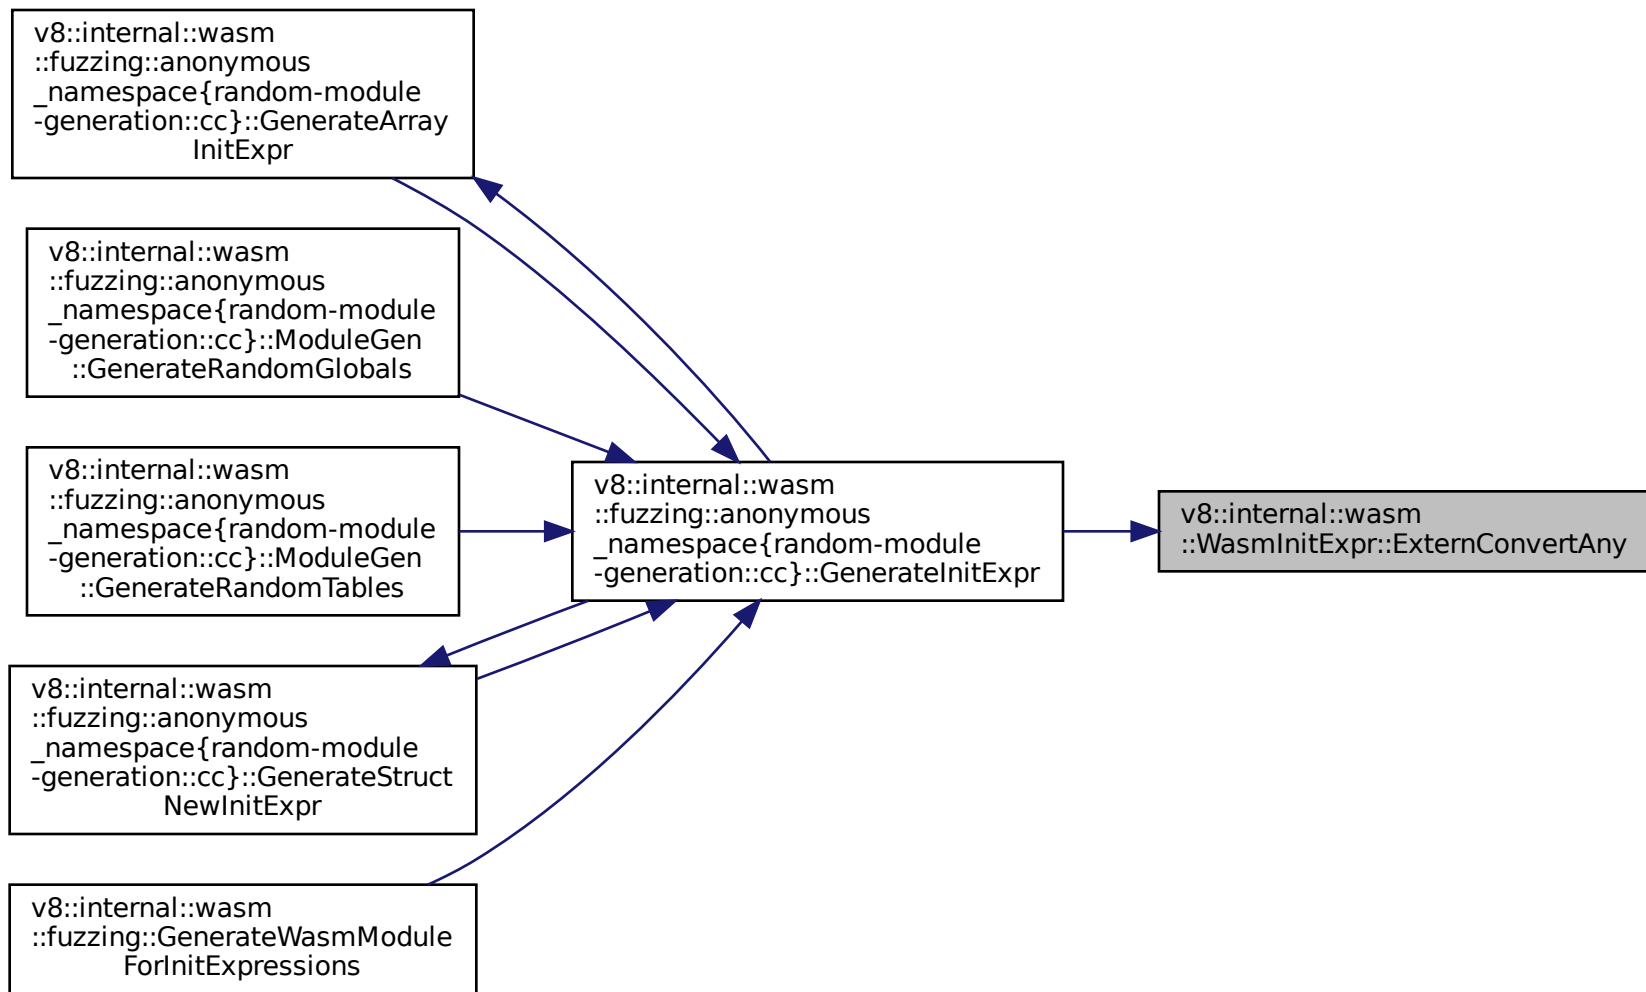 v8::internal::wasm
::fuzzing::anonymous
_namespace{random-module
-generation::cc}::GenerateArray
InitExpr
v8::internal::wasm
::fuzzing::anonymous
_namespace{random-module
-generation::cc}::ModuleGen
::GenerateRandomGlobals
v8::internal::wasm
::fuzzing::anonymous
_namespace{random-module
-generation::cc}::ModuleGen
::GenerateRandomTables
v8::internal::wasm
::fuzzing::anonymous
_namespace{random-module
-generation::cc}::GenerateStruct
NewInitExpr
v8::internal::wasm
::fuzzing::GenerateWasmModule
ForInitExpressions
v8::internal::wasm
::fuzzing::anonymous
_namespace{random-module
-generation::cc}::GenerateInitExpr
v8::internal::wasm
::WasmInitExpr::ExternConvertAny